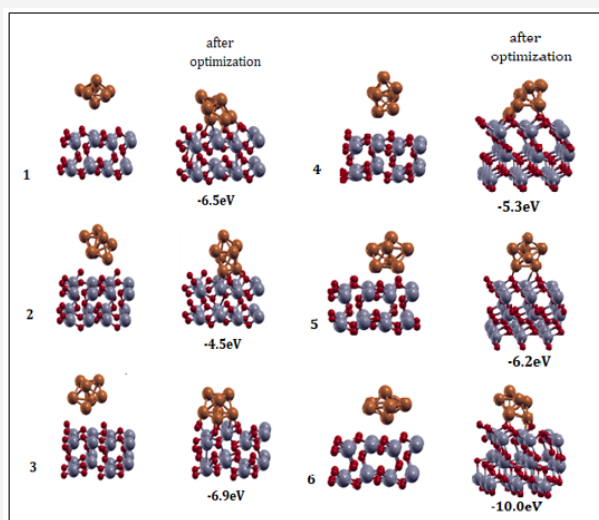 after
optimization
after
optimization
1
-6.5eV
4
-5.3eV
2
-4.5eV
5
-6.2eV
3
-6.9eV
6
-10.0eV